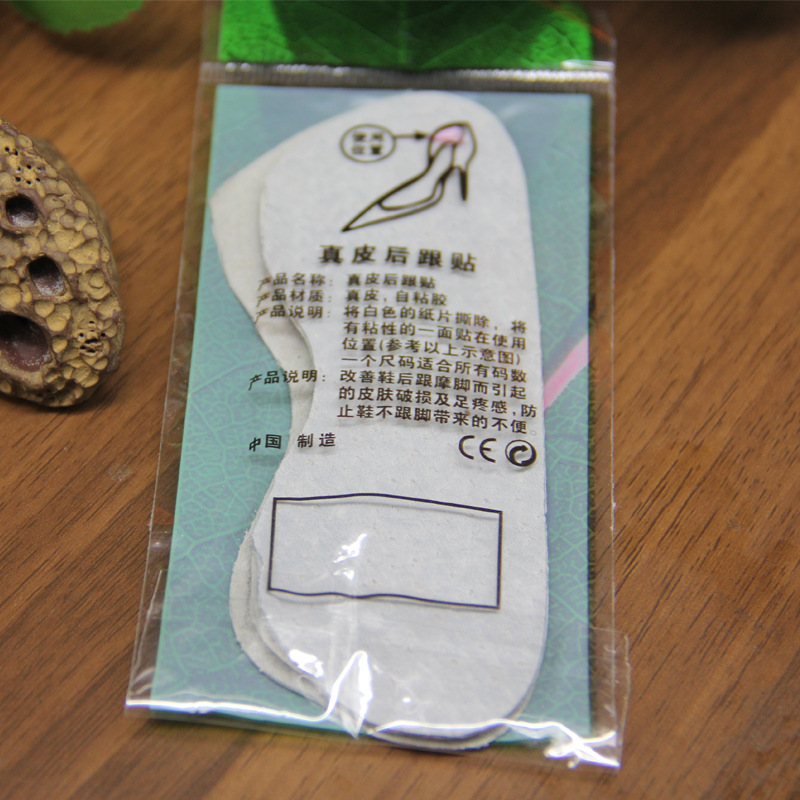 使用
位置
真皮后跟贴
产品名称：真皮后跟贴
产品材质：真皮，自粘胶
产品说明：将白色的纸片撕除，将
有粘性的一面贴在使用
位置(参考以上示意图)
一个尺码适合所有码数
产品说明：改善鞋后跟摩脚而引起
的皮肤破损及足疼感，防
止鞋不跟脚带来的不便。
中国 制造
CE